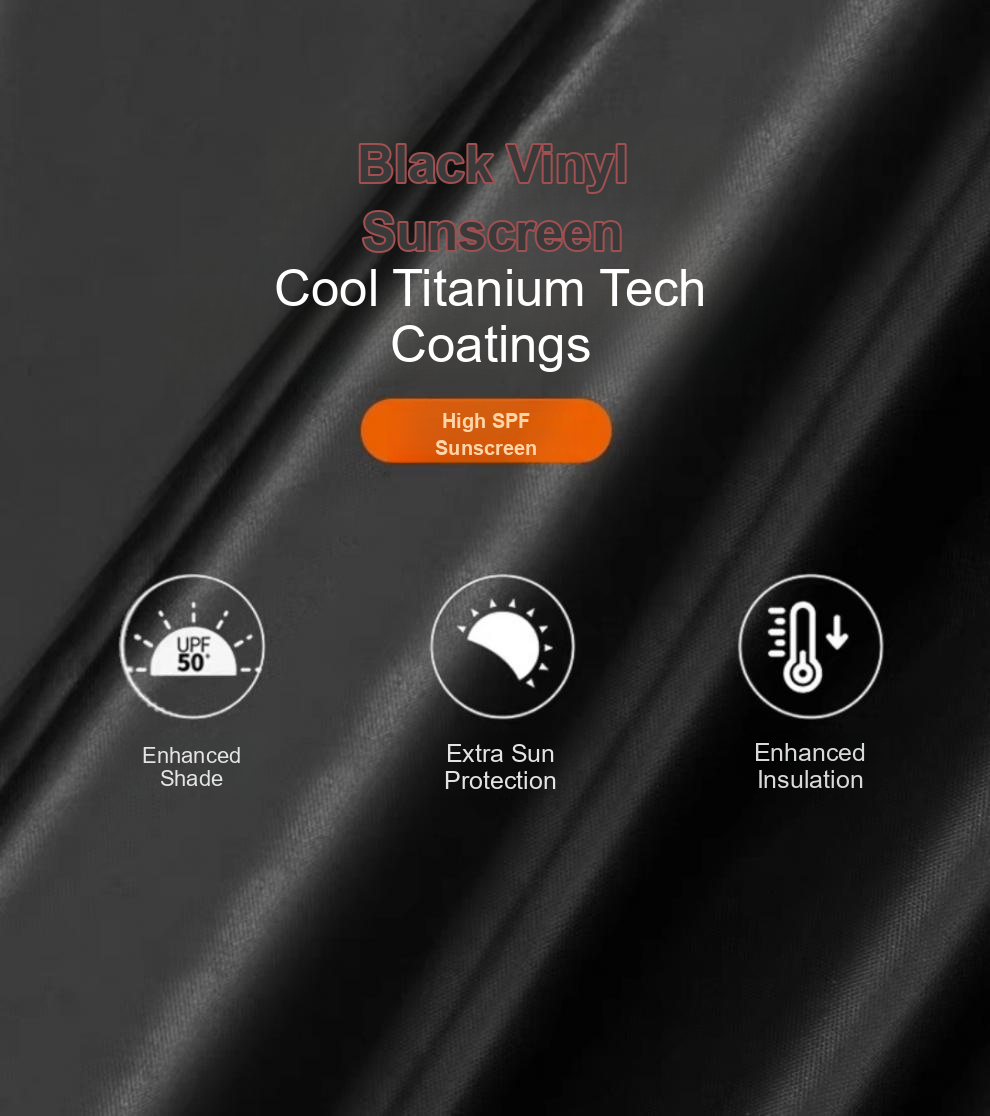 Black Vinyl
Sunscreen
Cool Titanium Tech
Coatings
High SPF
Sunscreen
UPF
50+
Enhanced
Shade
Extra Sun
Protection
Enhanced
Insulation